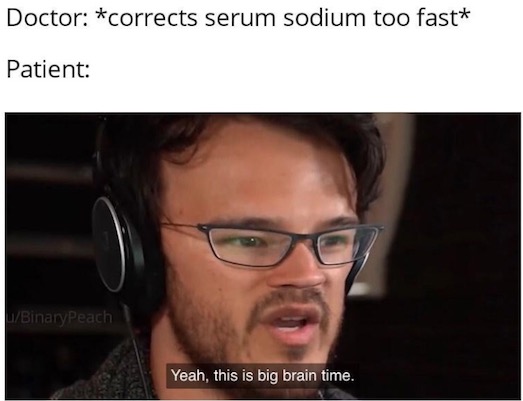 Doctor: *corrects serum sodium too fast*
Patient:
u/BinaryPeach
Yeah, this is big brain time.